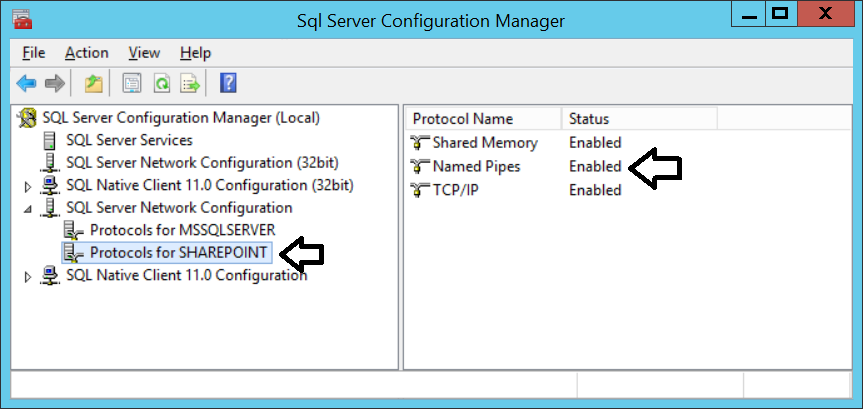 Sql Server Configuration Manager
File Action View Help
SQL Server Configuration Manager (Local)
SQL Server Services
SQL Server Network Configuration (32bit)
SQL Native Client 11.0 Configuration (32bit)
SQL Server Network Configuration
Protocols for MSSQLSERVER
Protocols for SHAREPOINT
SQL Native Client 11.0 Configuration
Protocol Name Status
Shared Memory Enabled
Named Pipes Enabled
TCP/IP Enabled